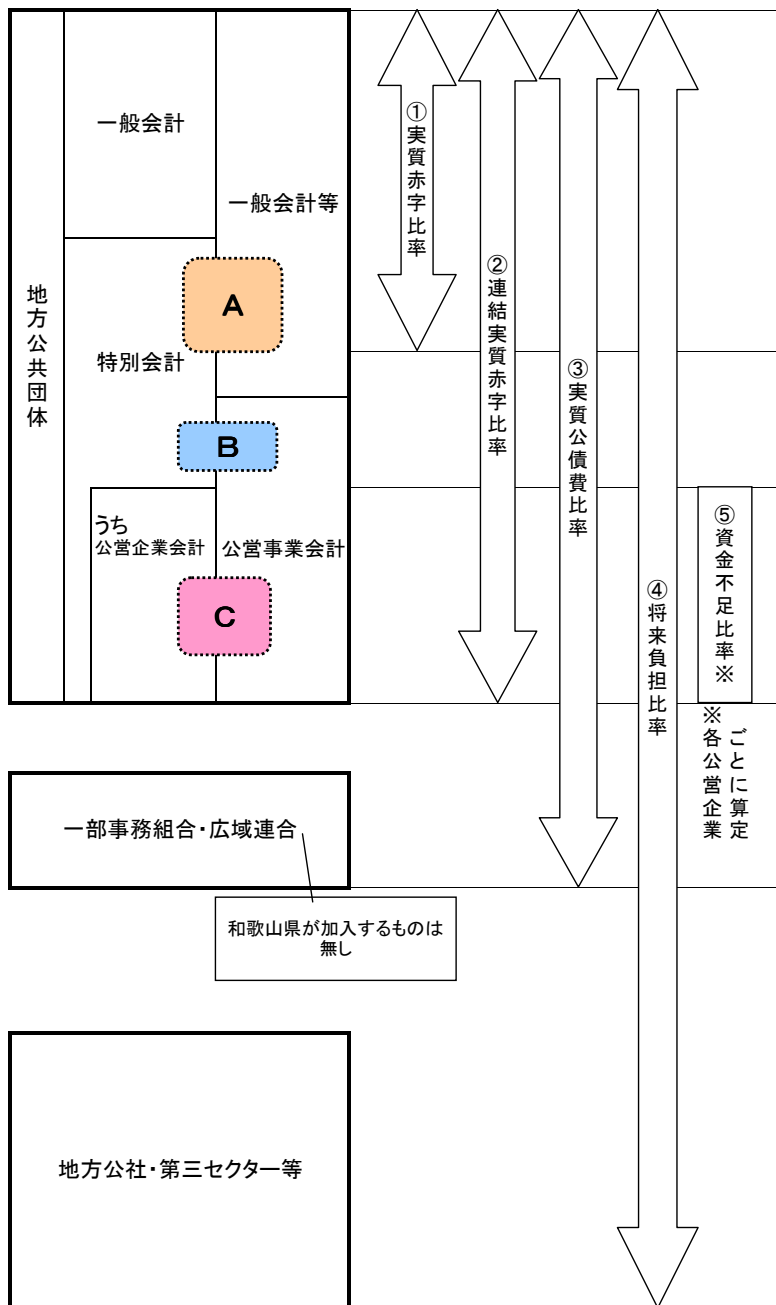 地方公共団体
一般会計
特別会計
うち
公営企業会計
一般会計等
公営事業会計
A
B
C
①実質赤字比率
②連結実質赤字比率
③実質公債費比率
④将来負担比率
⑤資金不足比率※
※各公営企業
ごとに算定
一部事務組合・広域連合
和歌山県が加入するものは
無し
地方公社・第三セクター等